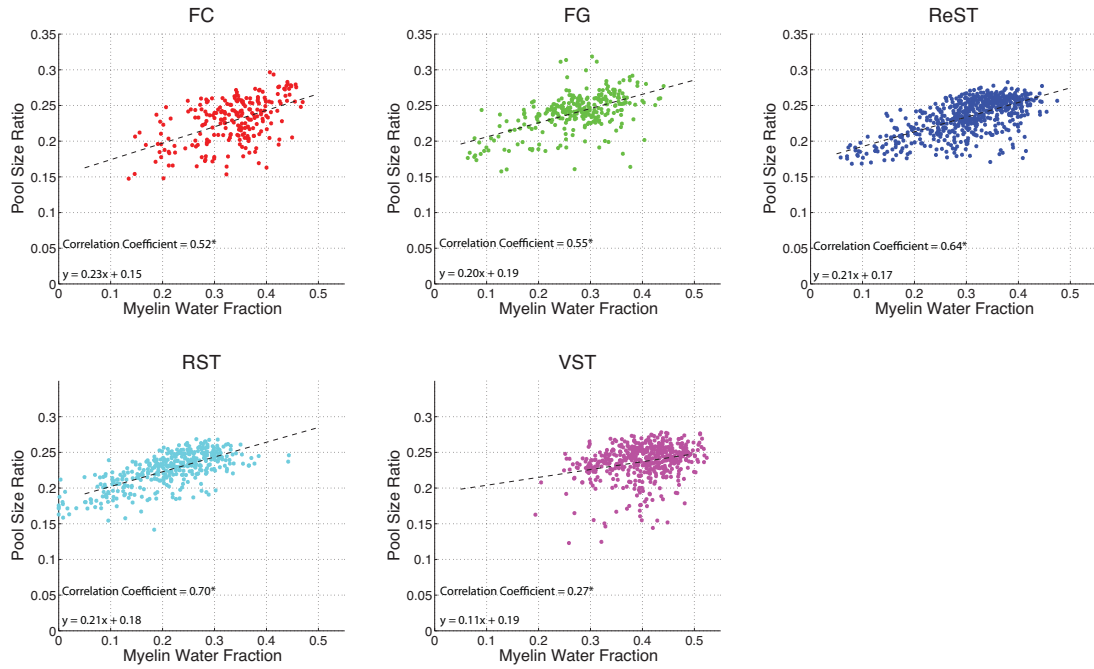 FC
0.35
0.3
0.25
0.2
0.15
0.1
0.05
0
Pool Size Ratio
Correlation Coefficient = 0.52*
y = 0.23x + 0.15
0 0.1 0.2 0.3 0.4 0.5
Myelin Water Fraction
FG
0.35
0.3
0.25
0.2
0.15
0.1
0.05
0
Pool Size Ratio
Correlation Coefficient = 0.55*
y = 0.20x + 0.19
0 0.1 0.2 0.3 0.4 0.5
Myelin Water Fraction
ReST
0.35
0.3
0.25
0.2
0.15
0.1
0.05
0
Pool Size Ratio
Correlation Coefficient = 0.64*
y = 0.21x + 0.17
0 0.1 0.2 0.3 0.4 0.5
Myelin Water Fraction
RST
0.3
0.25
0.2
0.15
0.1
0.05
0
Pool Size Ratio
Correlation Coefficient = 0.70*
y = 0.21x + 0.18
0 0.1 0.2 0.3 0.4 0.5
Myelin Water Fraction
VST
0.3
0.25
0.2
0.15
0.1
0.05
0
Pool Size Ratio
Correlation Coefficient = 0.27*
y = 0.11x + 0.19
0 0.1 0.2 0.3 0.4 0.5
Myelin Water Fraction